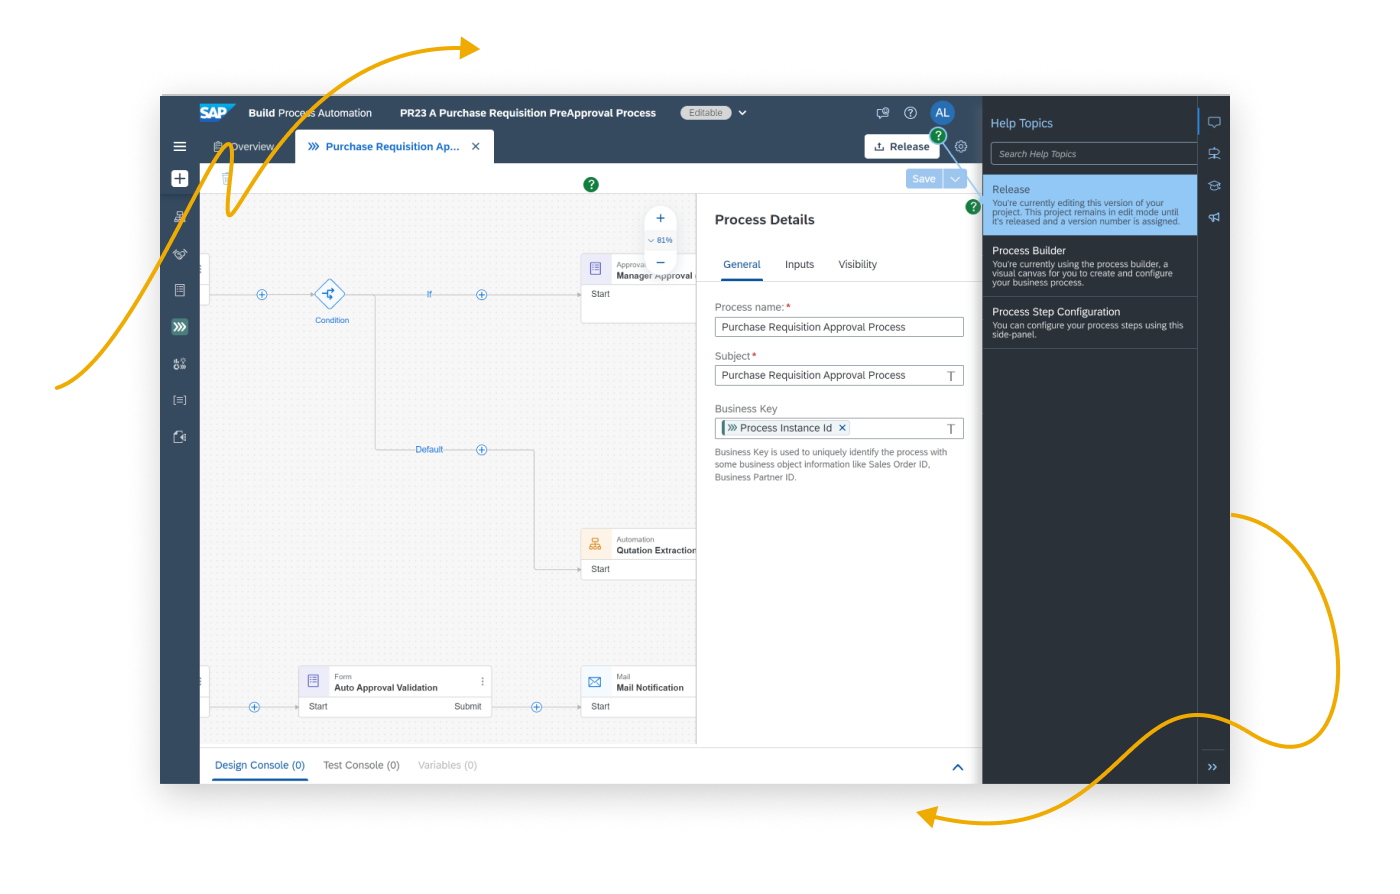 SAP Build Process Automation PR23 A Purchase Requisition PreApproval Process Editable
AL
Overview
Purchase Requisition Ap...
Release
Save
81%
Approval
Manager Approval
Start
If
Condition
Default
Automation
Qutation Extraction
Start
Form
Auto Approval Validation
Start Submit
Mail
Mail Notification
Start
Process Details
General Inputs Visibility
Process name: *
Purchase Requisition Approval Process
Subject *
Purchase Requisition Approval Process
T
Business Key
Process Instance Id ×
T
Business Key is used to uniquely identify the process with
some business object information like Sales Order ID,
Business Partner ID.
Design Console (0) Test Console (0) Variables (0)
Help Topics
Search Help Topics
Release
You're currently editing this version of your
project. This project remains in edit mode until
it's released and a version number is assigned.
Process Builder
You're currently using the process builder, a
visual canvas for you to create and configure
your business process.
Process Step Configuration
You can configure your process steps using this
side-panel.